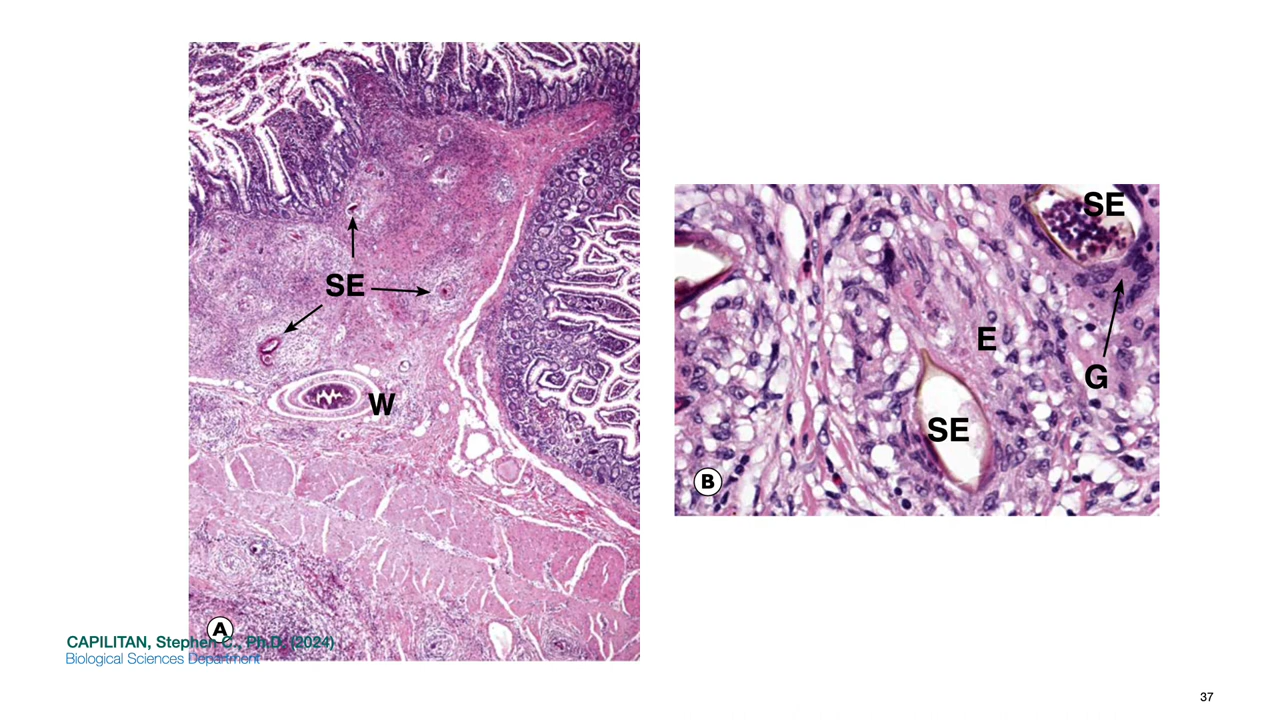 SE
W
A
SE
E
G
SE
B
CAPILITAN, Stephen C., Ph.D. (2024)
Biological Sciences Department
37